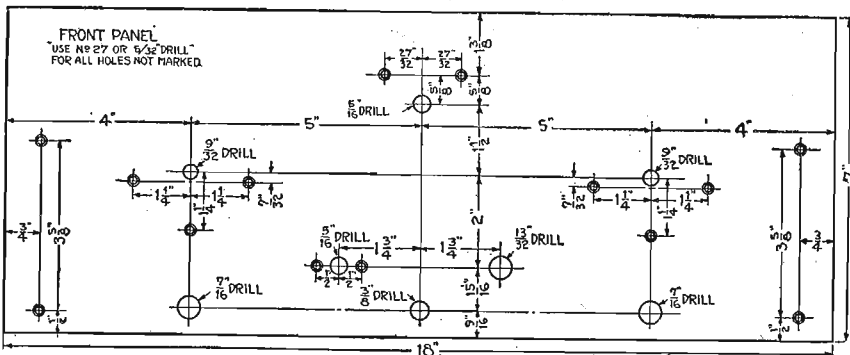 FRONT PANEL
"USE Nº 27 OR 5/32" DRILL"
FOR ALL HOLES NOT MARKED
27/32 27/32
1 3/8
5/8 5/8
5/16 DRILL
4" 5" 5" 4"
1 1/2"
9/32 DRILL
9/32 DRILL
1 1/4" 1 1/4"
1 1/4"
7/32
7/32"
1 1/4" 1 1/4"
1 1/4"
7"
2"
3/4" 3 5/8"
3 5/8" 3/4
5/16 DRILL
1 3/4" 1 3/4"
13/32 DRILL
1/2" 1/2"
15/16
7/16 DRILL
3/8" DRILL
7/16 DRILL
9/16
1/2"
1/2"
18"